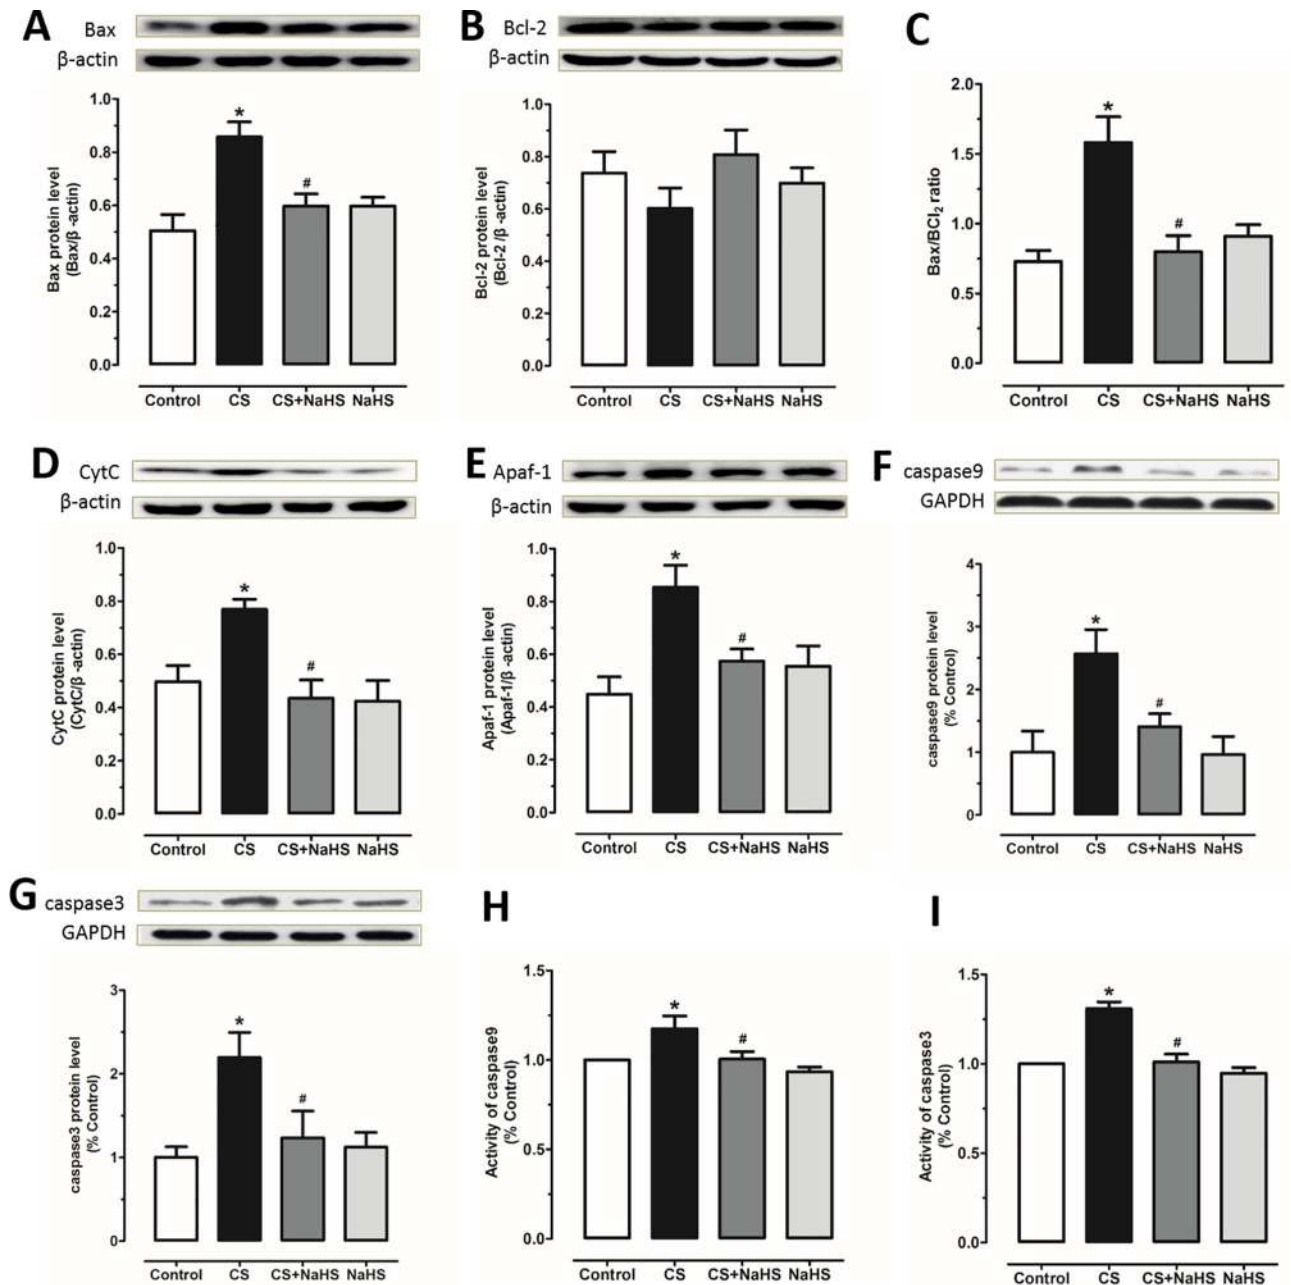 A
Bax
β-actin
1.0
0.8
0.6
0.4
0.2
0.0
Bax protein level
(Bax/β -actin)
*
#
Control CS CS+NaHS NaHS
B
Bcl-2
β-actin
1.0
0.8
0.6
0.4
0.2
0.0
Bcl-2 protein level
(Bcl-2 /β -actin)
Control CS CS+NaHS NaHS
C
2.0
1.5
1.0
0.5
0.0
Bax/BCl₂ ratio
*
#
Control CS CS+NaHS NaHS
D
CytC
β-actin
1.0
0.8
0.6
0.4
0.2
0.0
CytC protein level
(CytC/β -actin)
*
#
Control CS CS+NaHS NaHS
E
Apaf-1
β-actin
1.0
0.8
0.6
0.4
0.2
0.0
Apaf-1 protein level
(Apaf-1/β -actin)
*
#
Control CS CS+NaHS NaHS
F
caspase9
GAPDH
4
3
2
1
0
caspase9 protein level
(% Control)
*
#
Control CS CS+NaHS NaHS
G
caspase3
GAPDH
3
2
1
0
caspase3 protein level
(% Control)
*
#
Control CS CS+NaHS NaHS
H
1.5
1.0
0.5
0.0
Activity of caspase9
(% Control)
*
#
Control CS CS+NaHS NaHS
I
1.5
1.0
0.5
0.0
Activity of caspase3
(% Control)
*
#
Control CS CS+NaHS NaHS